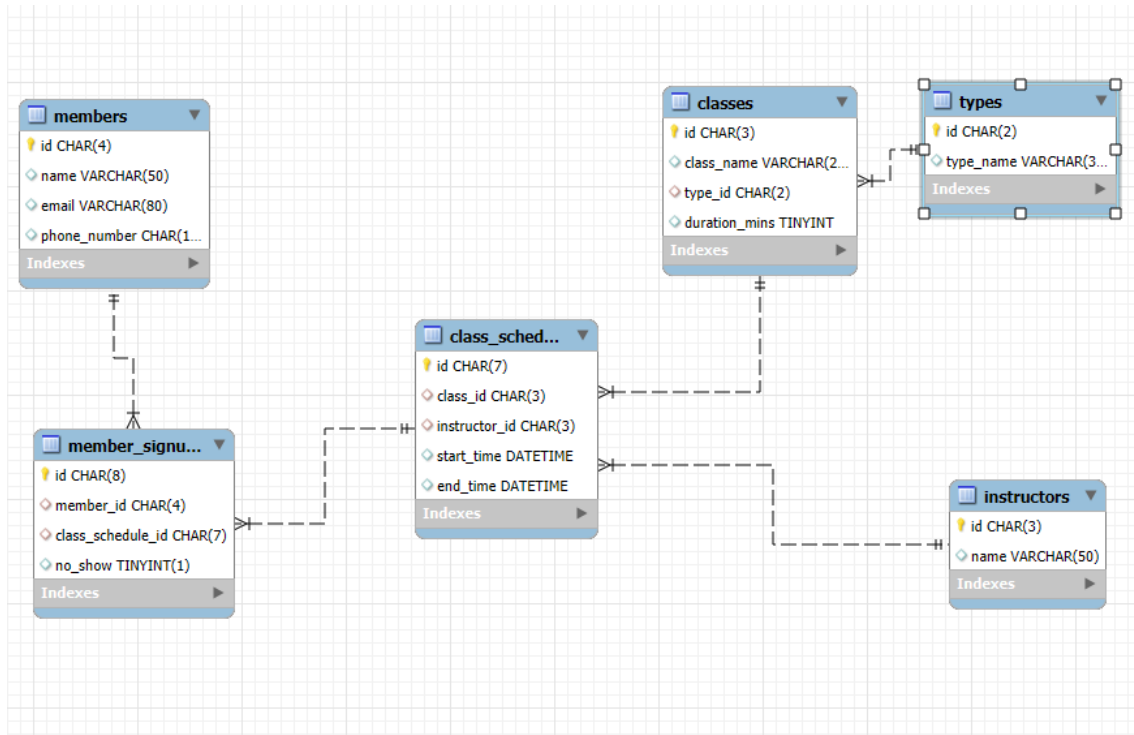 members
id CHAR(4)
name VARCHAR(50)
email VARCHAR(80)
phone_number CHAR(1...
Indexes
classes
id CHAR(3)
class_name VARCHAR(2...
type_id CHAR(2)
duration_mins TINYINT
Indexes
types
id CHAR(2)
type_name VARCHAR(3...
Indexes
class_sched...
id CHAR(7)
class_id CHAR(3)
instructor_id CHAR(3)
start_time DATETIME
end_time DATETIME
Indexes
member_signu...
id CHAR(8)
member_id CHAR(4)
class_schedule_id CHAR(7)
no_show TINYINT(1)
Indexes
instructors
id CHAR(3)
name VARCHAR(50)
Indexes